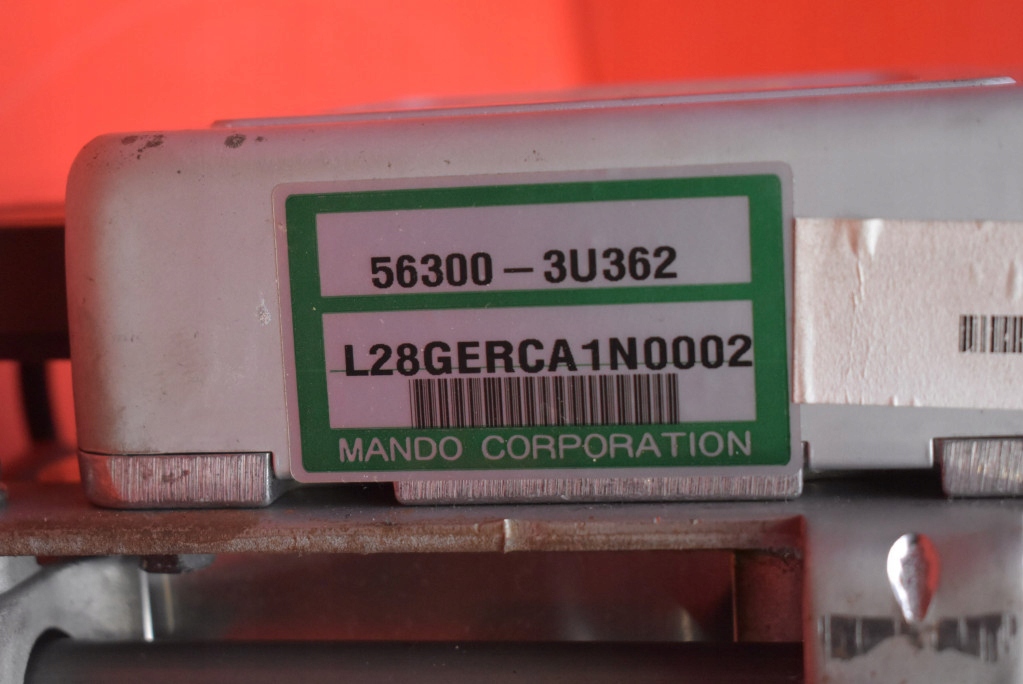 56300 – 3U362
L28GERCA1N0002
MANDO CORPORATION